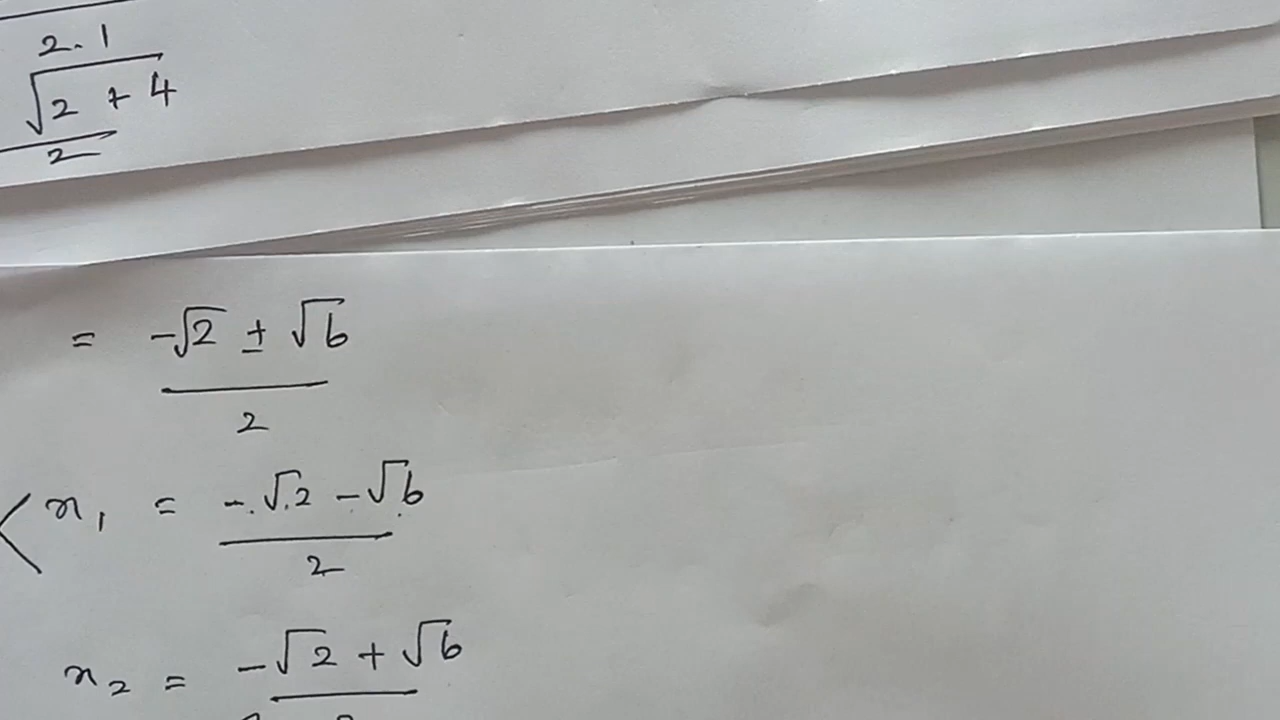 2.1
√2 + 4
2
= -√2 ± √6
2
x1 = -√2 - √6
2
x2 = -√2 + √6